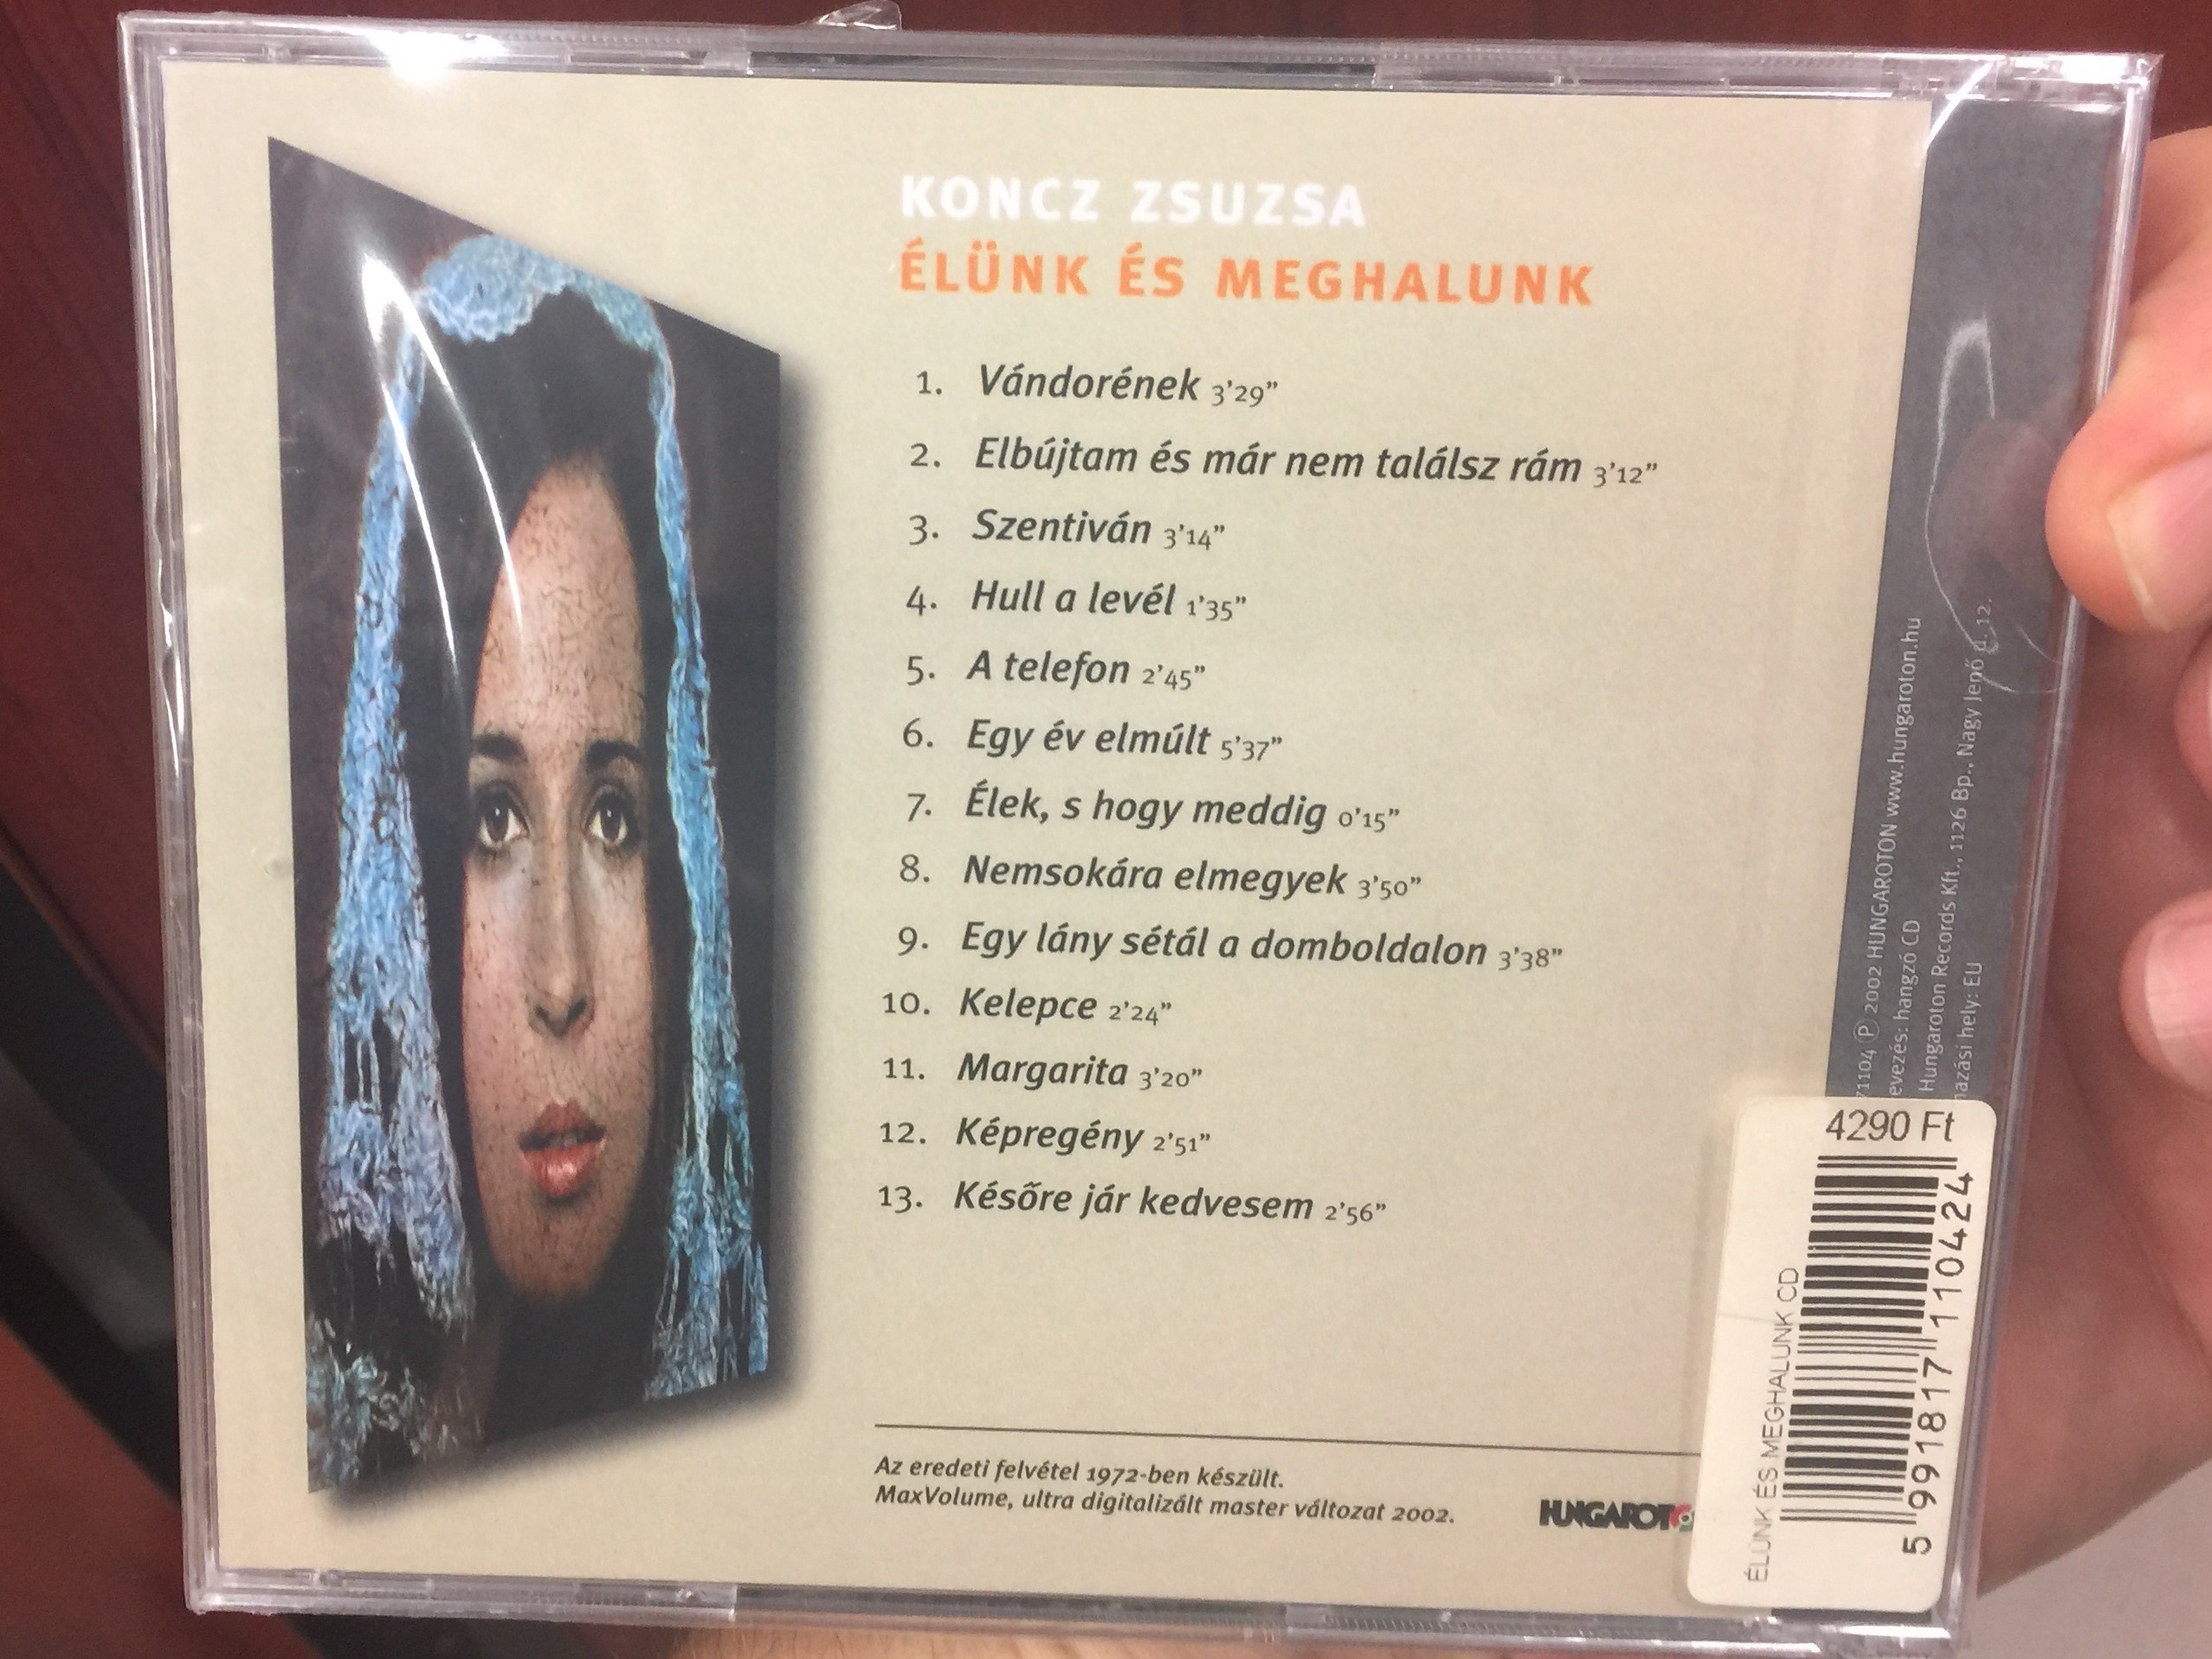 KONCZ ZSUZSA
ÉLÜNK ÉS MEGHALUNK
1. Vándorének 3'29”
2. Elbújtam és már nem találsz rám 3'12”
3. Szentiván 3'14”
4. Hull a levél 1'35”
5. A telefon 2'45”
6. Egy év elmúlt 5'37”
7. Élek, s hogy meddig 0'15”
8. Nemsokára elmegyek 3'50”
9. Egy lány sétál a domboldalon 3'38”
10. Kelepce 2'24”
11. Margarita 3'20”
12. Képregény 2'51”
13. Későre jár kedvesem 2'56”
Az eredeti felvétel 1972-ben készült.
MaxVolume, ultra digitalizált master változat 2002.
HUNGAROT
71104 Ⓟ 2002 HUNGAROTON www.hungaroton.hu
evezés: hangzó CD
Hungaroton Records Kft., 1126 Bp., Nagy Jenő u. 12.
mazási hely: EU
4290 Ft
ÉLÜNK ÉS MEGHALUNK CD
5 991817 110424